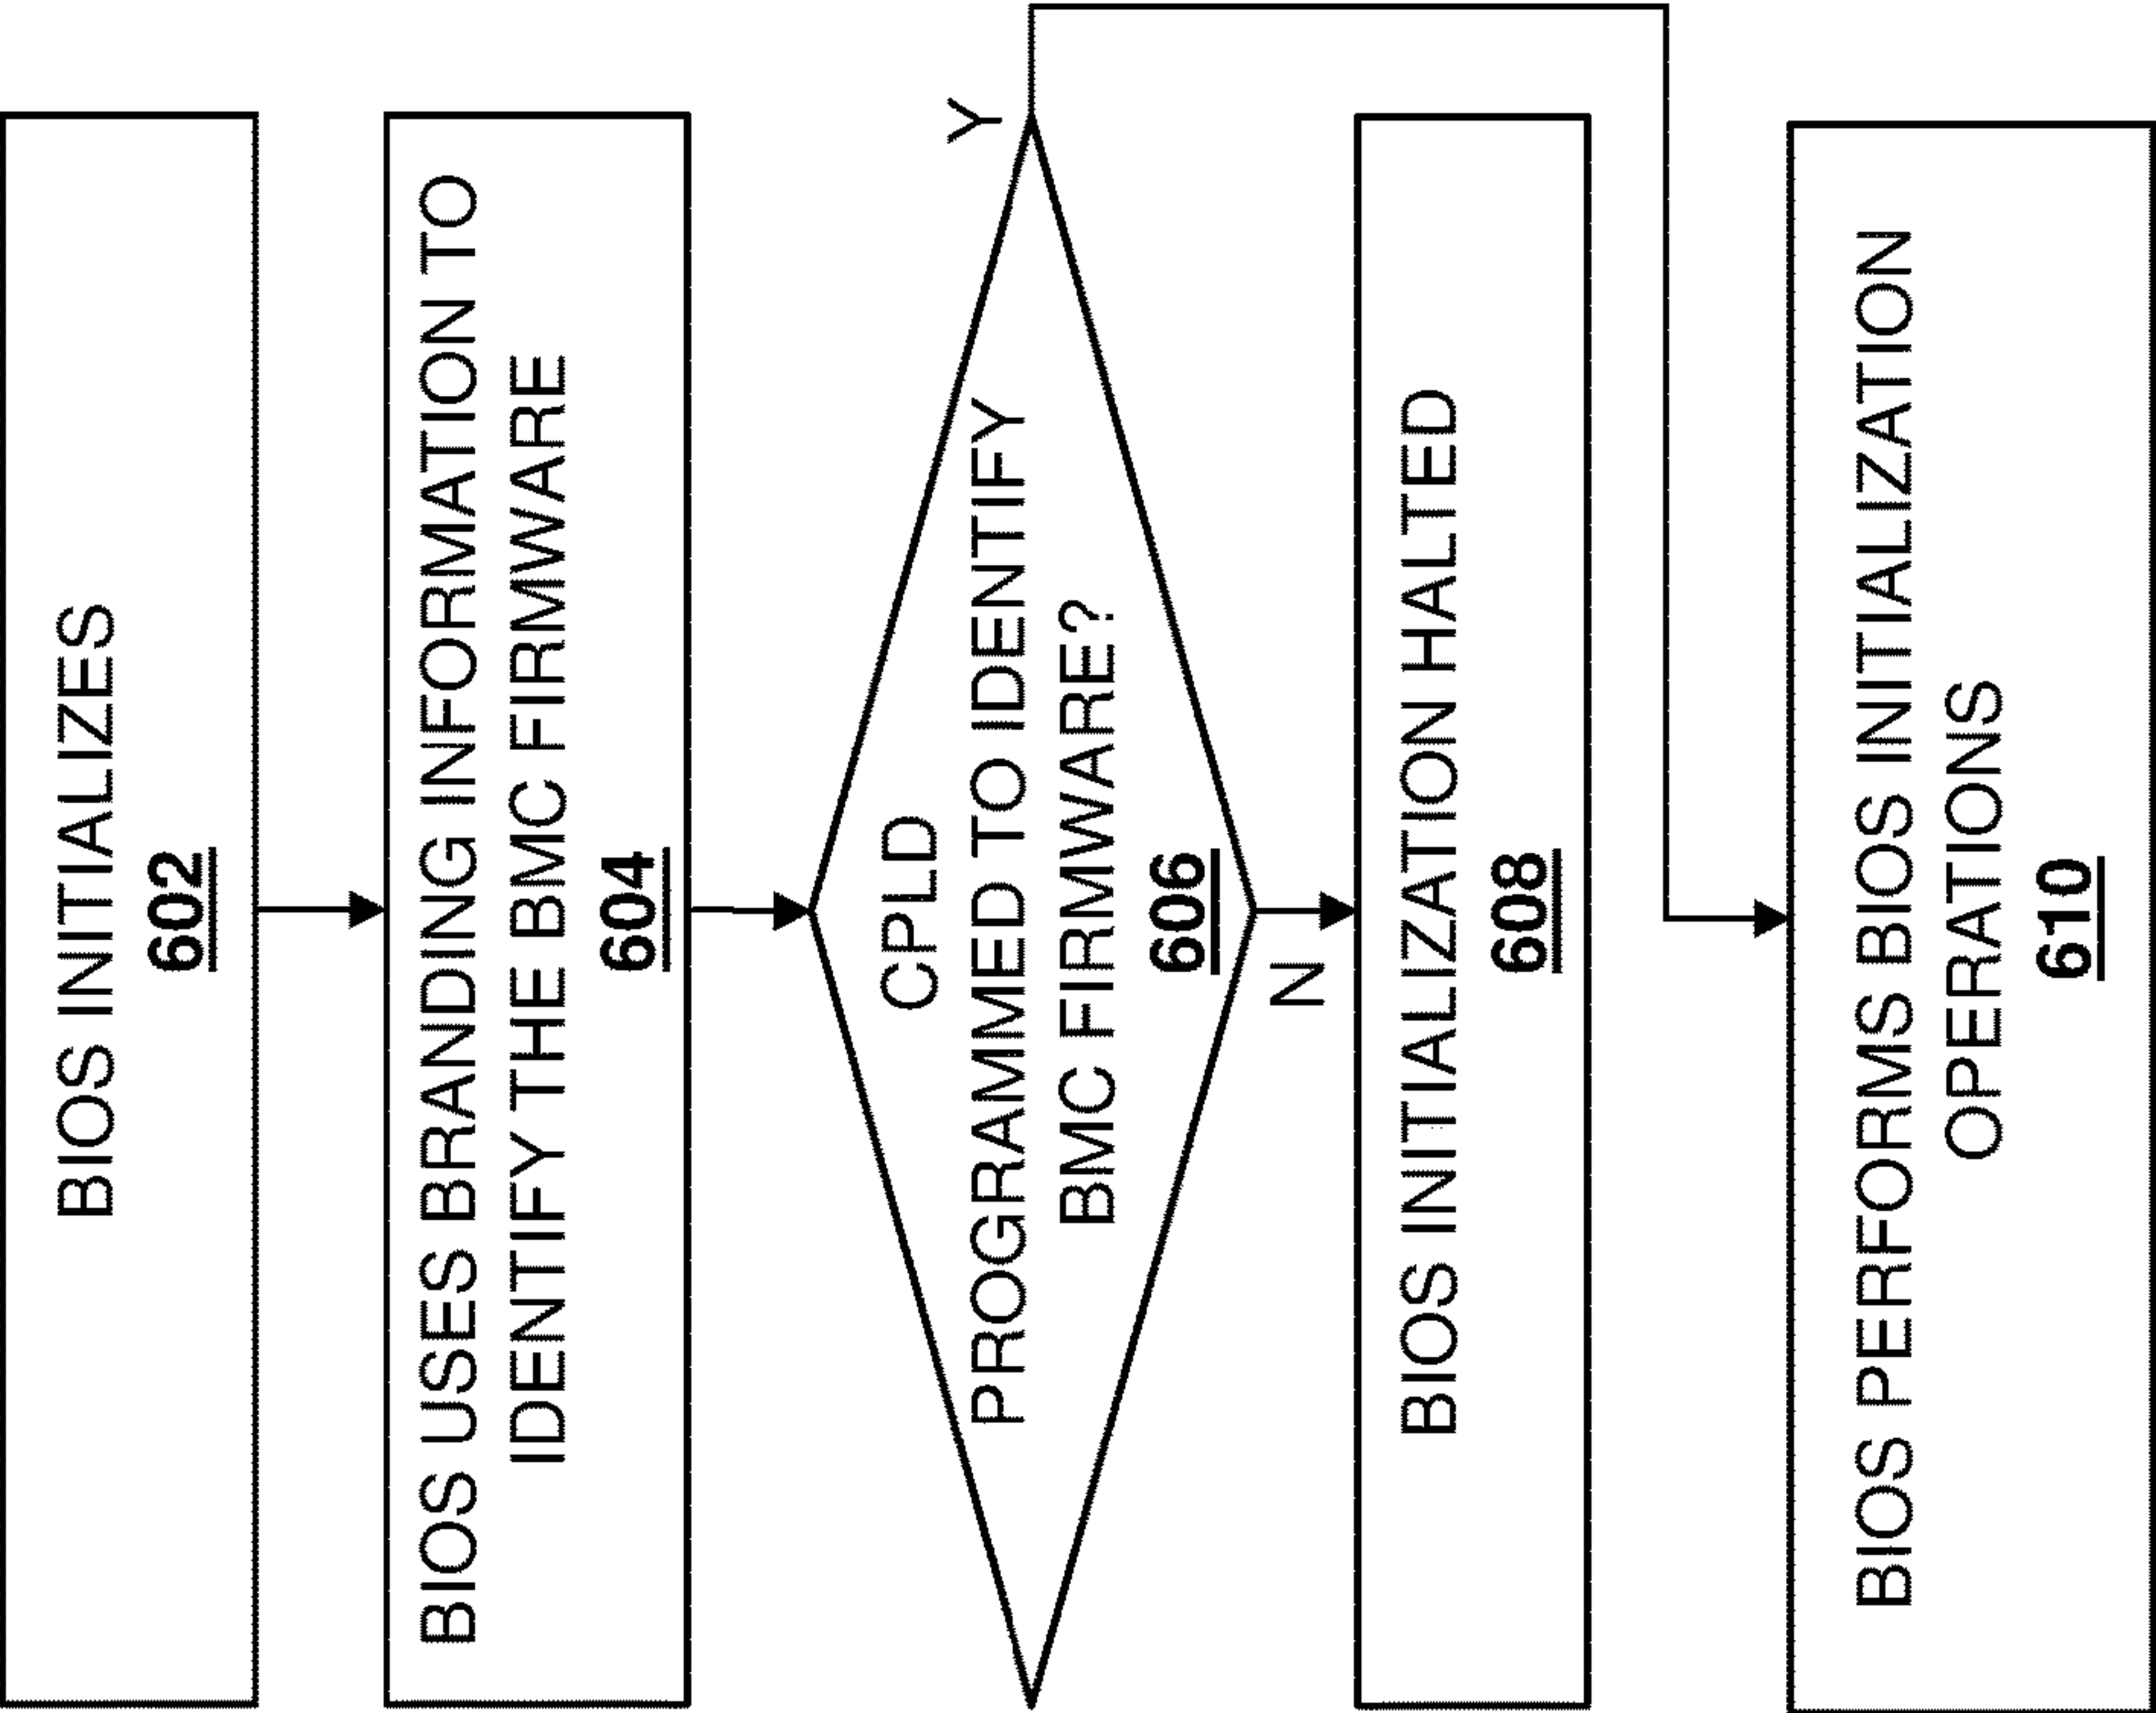 BIOS INITIALIZES
602
BIOS USES BRANDING INFORMATION TO
IDENTIFY THE BMC FIRMWARE
604
CPLD
PROGRAMMED TO IDENTIFY
BMC FIRMWARE?
606
Y
N
BIOS INITIALIZATION HALTED
608
BIOS PERFORMS BIOS INITIALIZATION
OPERATIONS
610